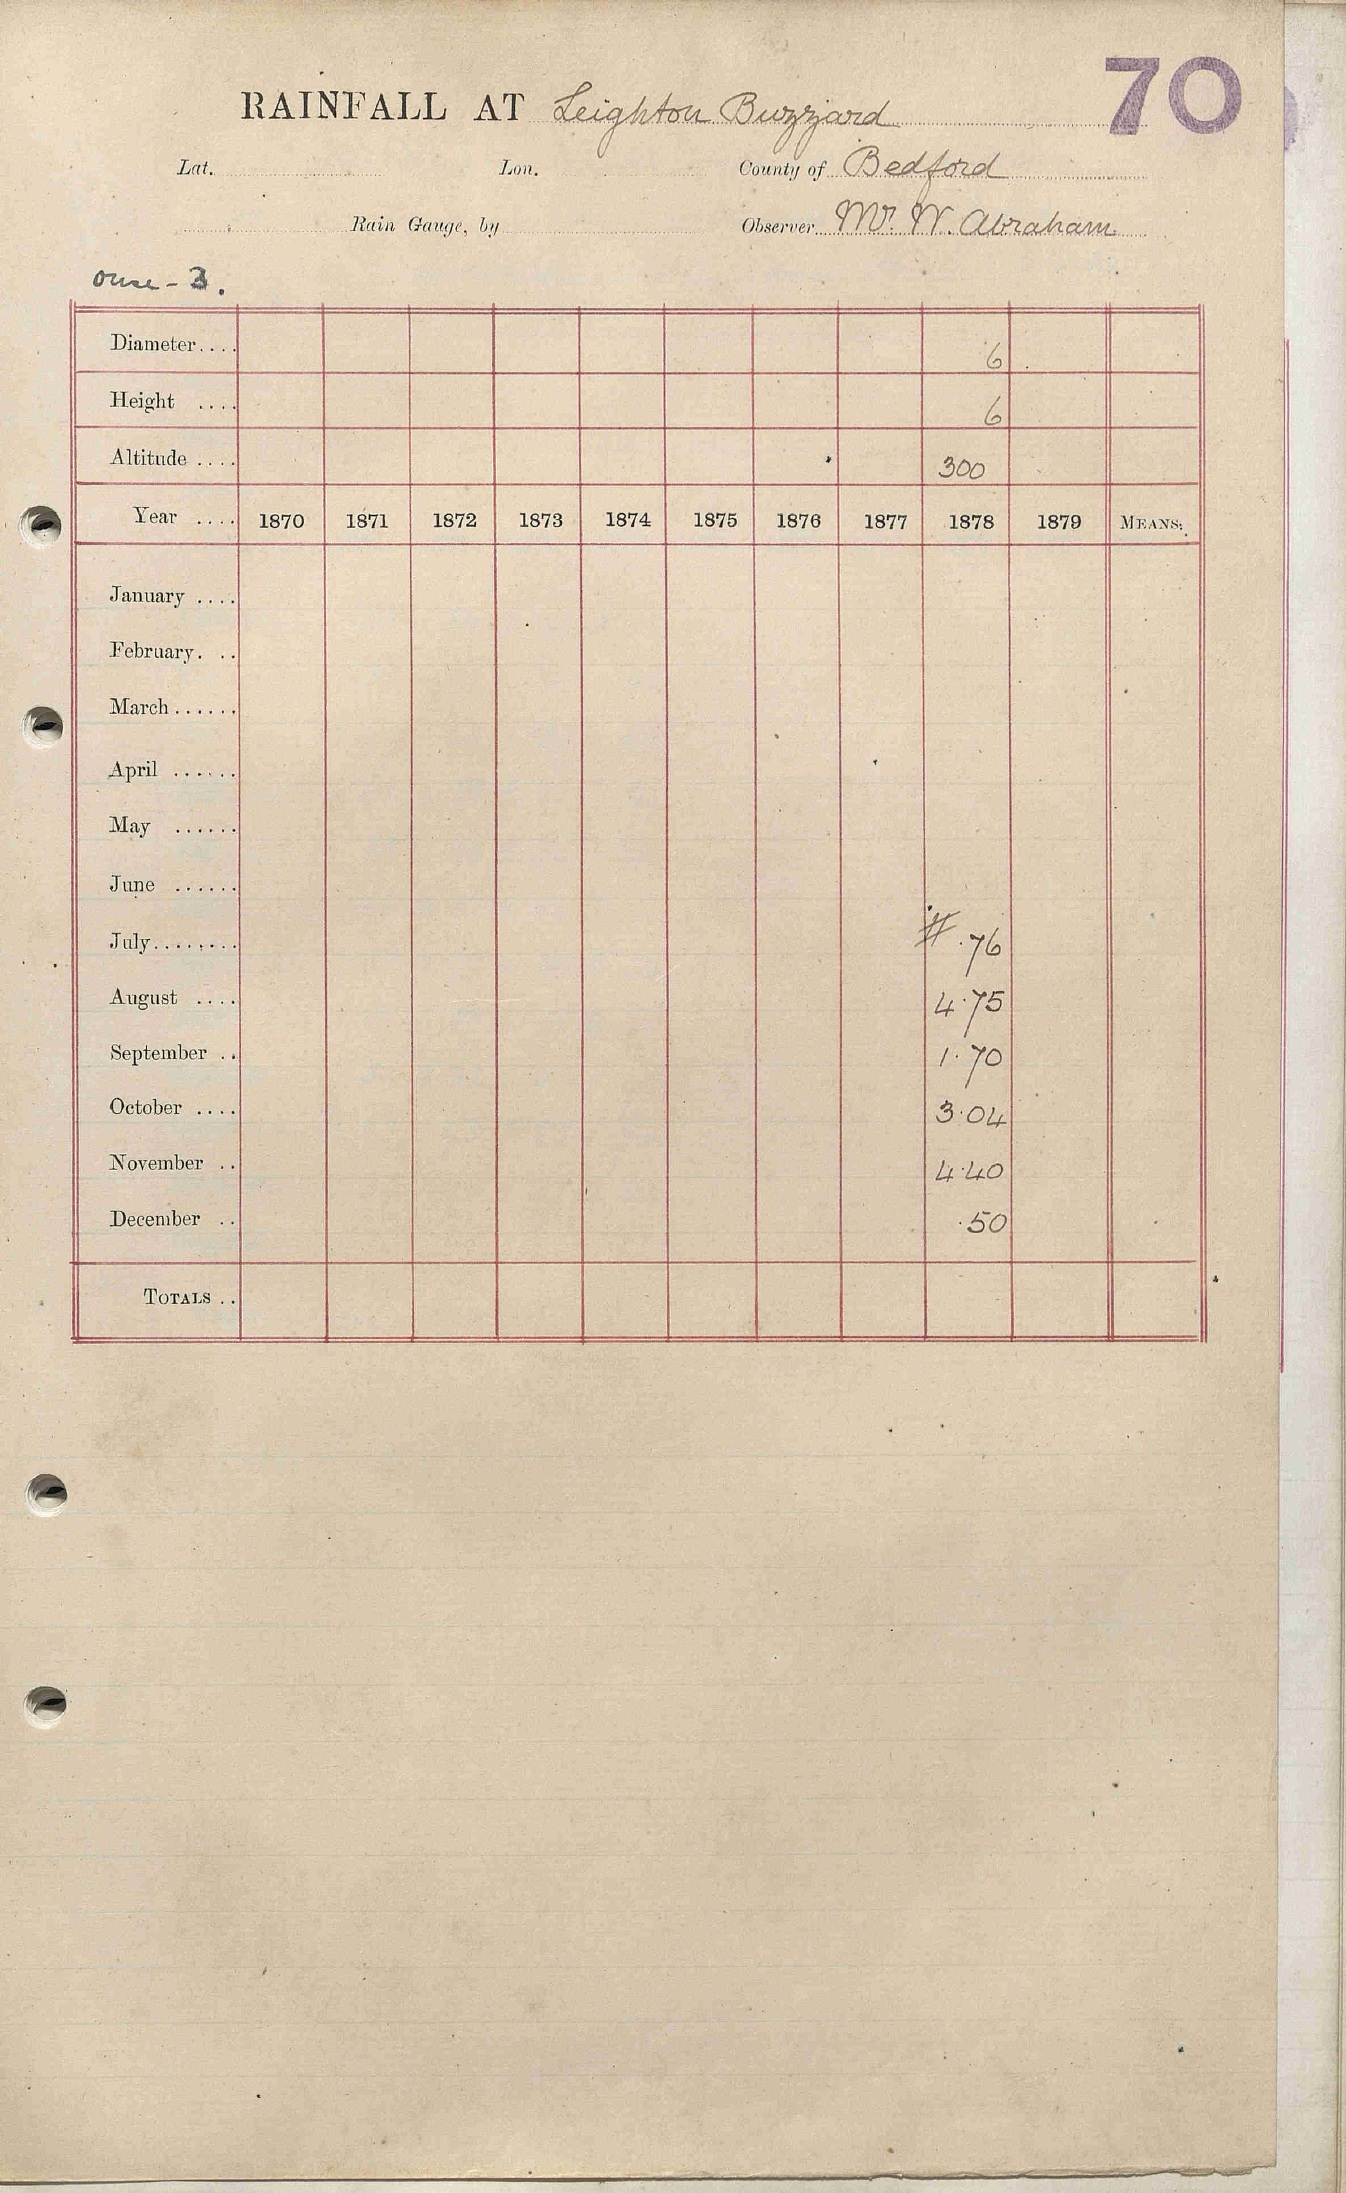 70
RAINFALL AT Leighton Buzzard
Lat. Lon. County of Bedford
Rain Gauge, by Observer Mr. W. Abraham
Ouse - 3.
Diameter.... 6
Height .... 6
Altitude .... 300
Year .... 1870 1871 1872 1873 1874 1875 1876 1877 1878 1879 MEANS.
January ....
February. ..
March ......
April ......
May ......
June ......
July........ # .76
August .... 4.75
September .. 1.70
October .... 3.04
November .. 4.40
December .. .50
TOTALS ..